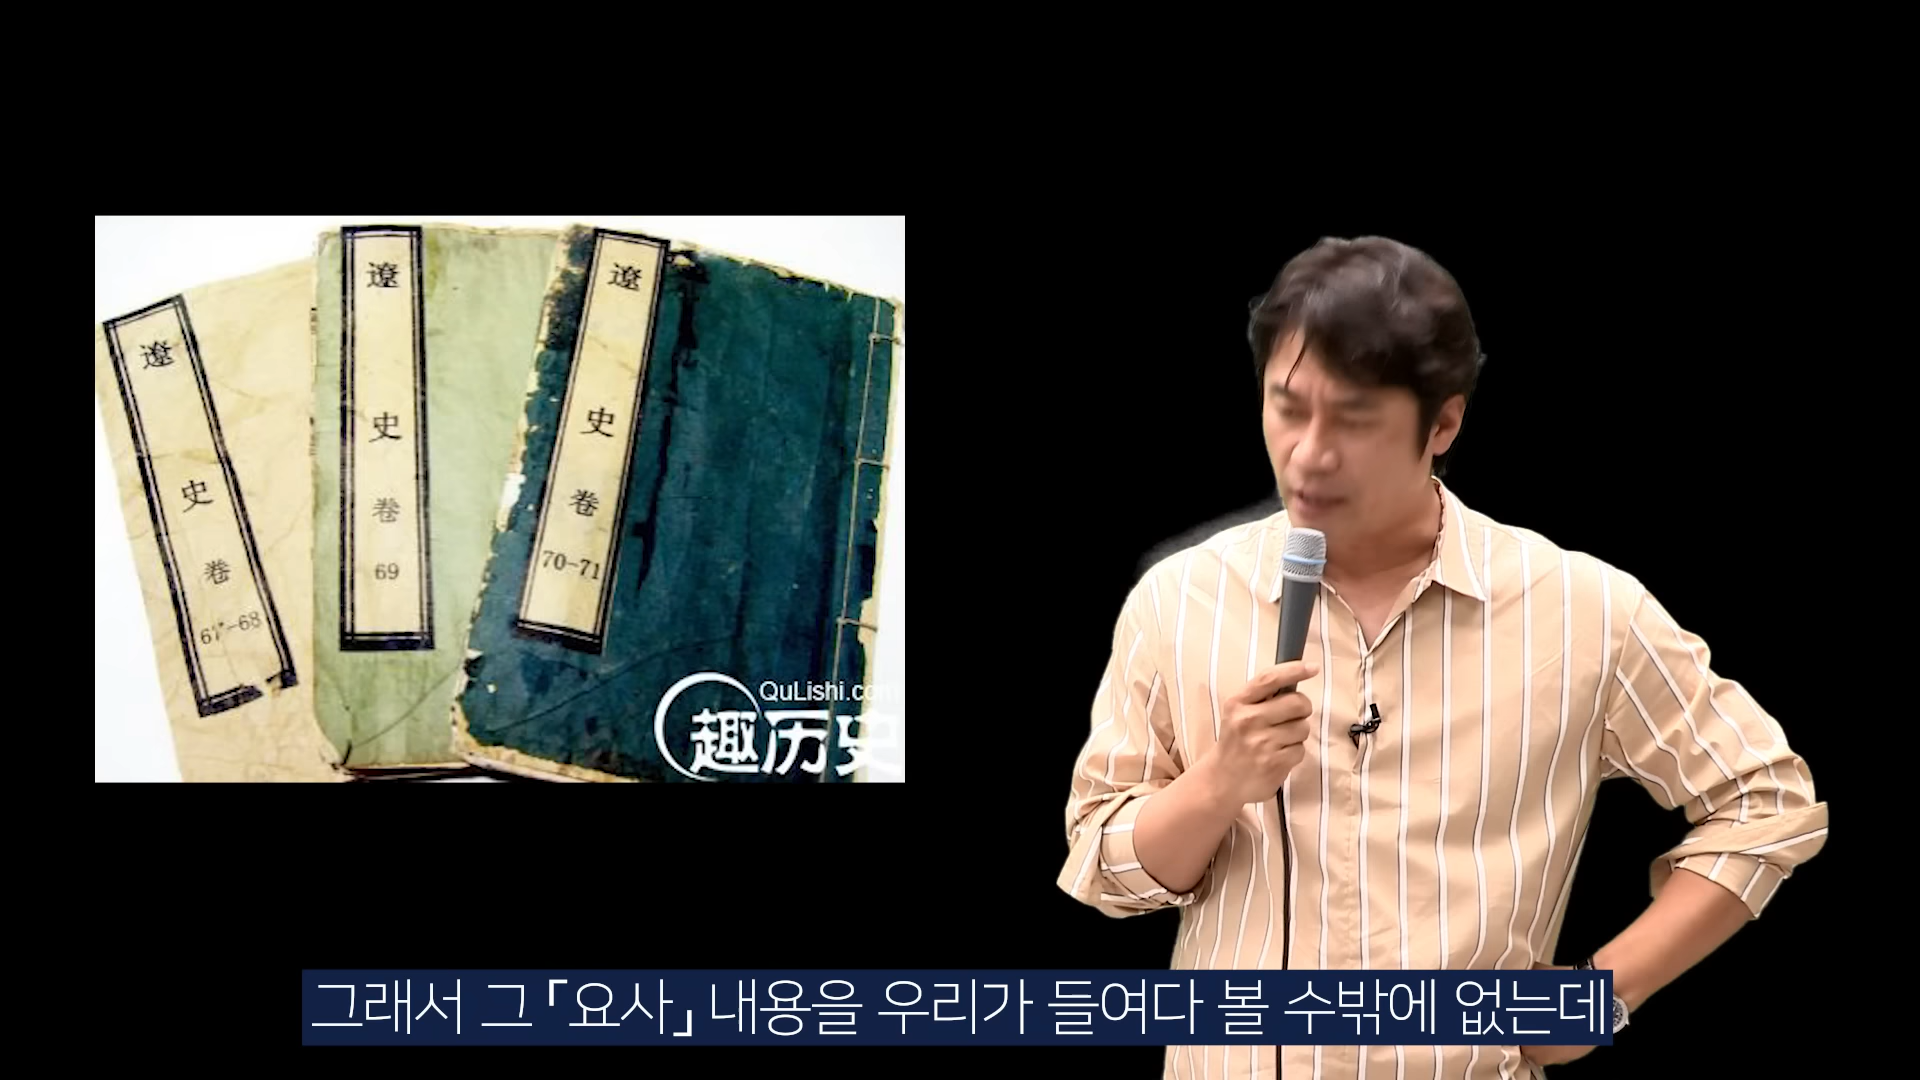 遼史卷
67-68
遼史卷
69
遼史卷
70-71
QuLishi.com
趣历史
그래서 그 「요사」 내용을 우리가 들여다 볼 수밖에 없는데